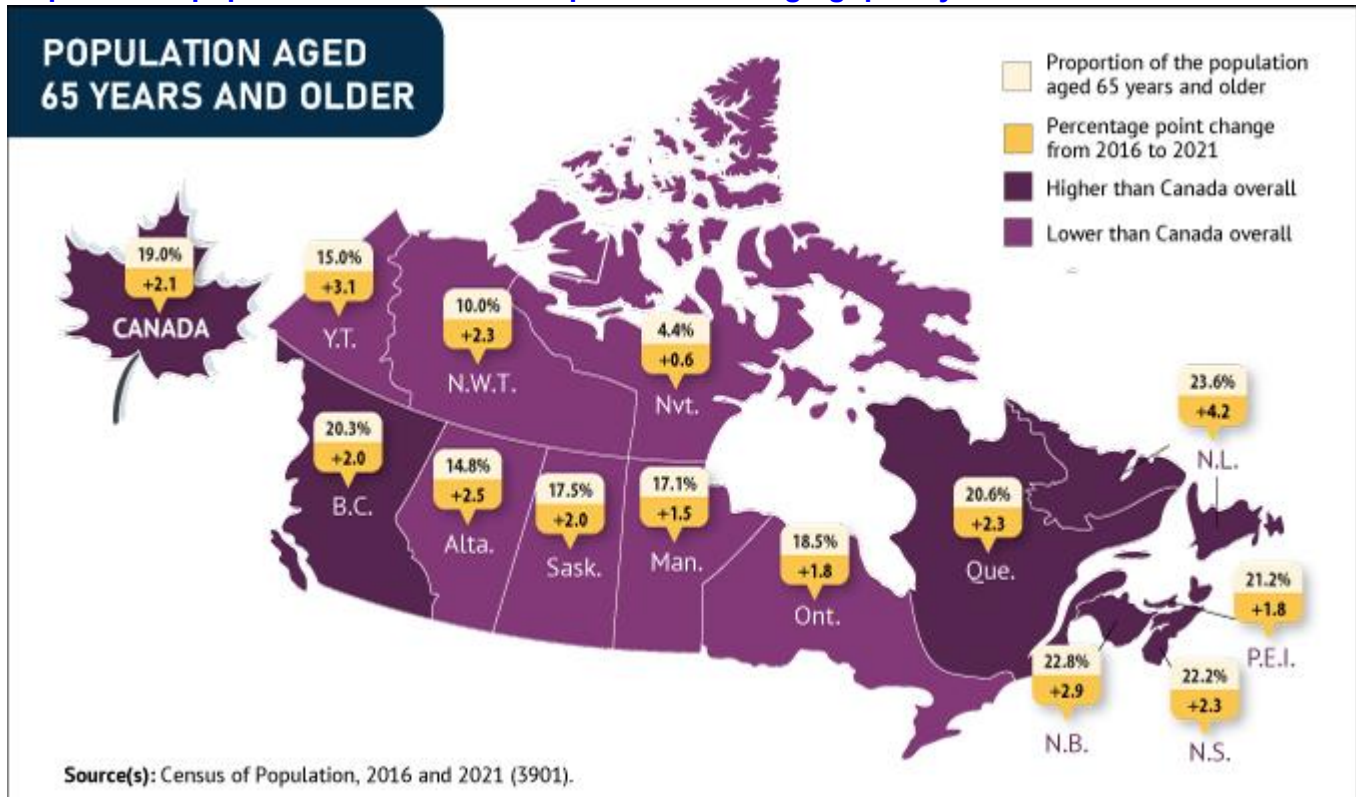 POPULATION AGED
65 YEARS AND OLDER
Proportion of the population
aged 65 years and older
Percentage point change
from 2016 to 2021
Higher than Canada overall
Lower than Canada overall
19.0%
+2.1
CANADA
15.0%
+3.1
Y.T.
10.0%
+2.3
N.W.T.
4.4%
+0.6
Nvt.
20.3%
+2.0
B.C.
14.8%
+2.5
Alta.
17.5%
+2.0
Sask.
17.1%
+1.5
Man.
18.5%
+1.8
Ont.
20.6%
+2.3
Que.
23.6%
+4.2
N.L.
21.2%
+1.8
P.E.I.
22.8%
+2.9
N.B.
22.2%
+2.3
N.S.
Source(s): Census of Population, 2016 and 2021 (3901).